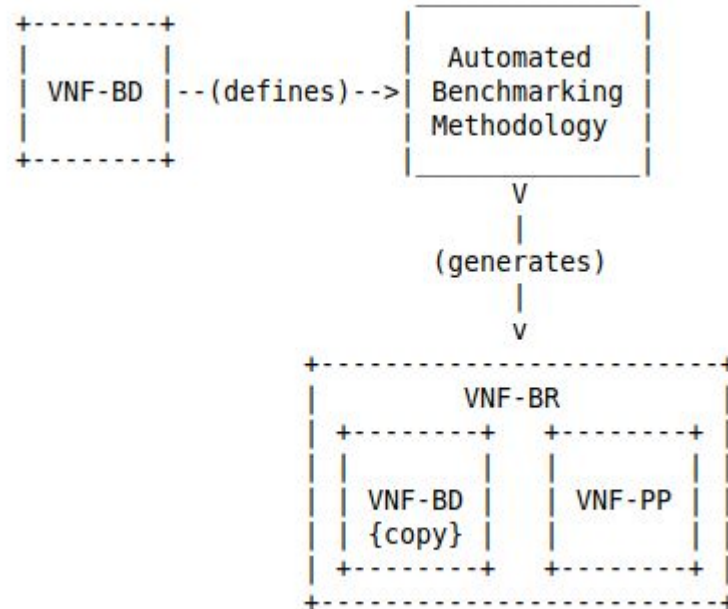 Automated
VNF-BD --(defines)--> Benchmarking
Methodology
(generates)
VNF-BR
VNF-BD VNF-PP
{copy}